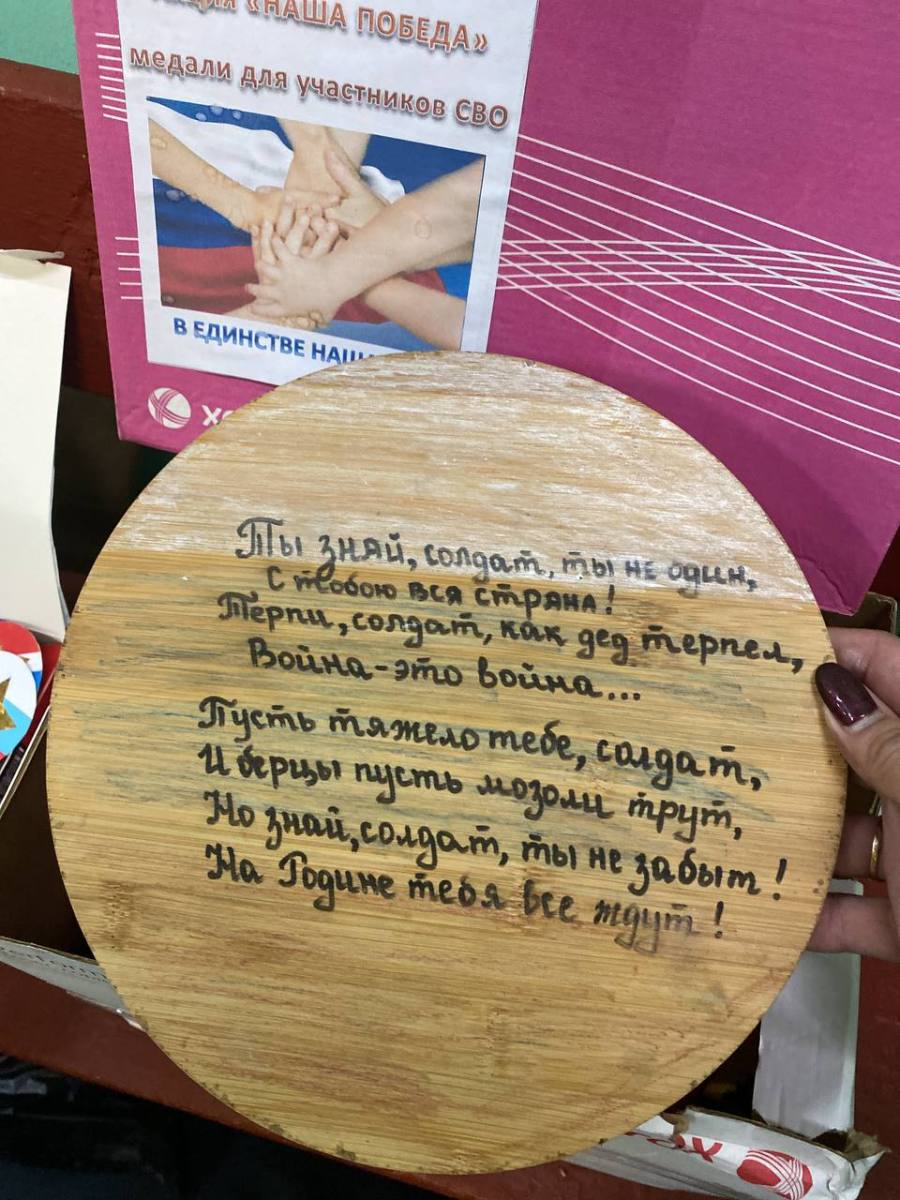 «НАША ПОБЕДА»
медали для участников СВО
В ЕДИНСТВЕ
Ты знай, солдат, ты не один,
С тобою вся страна!
Терпи, солдат, как дед терпел,
Война-это война...
Пусть тяжело тебе, солдат,
И берцы пусть мозоли трут,
Но знай, солдат, ты не забыт!
На Родине тебя все ждут!